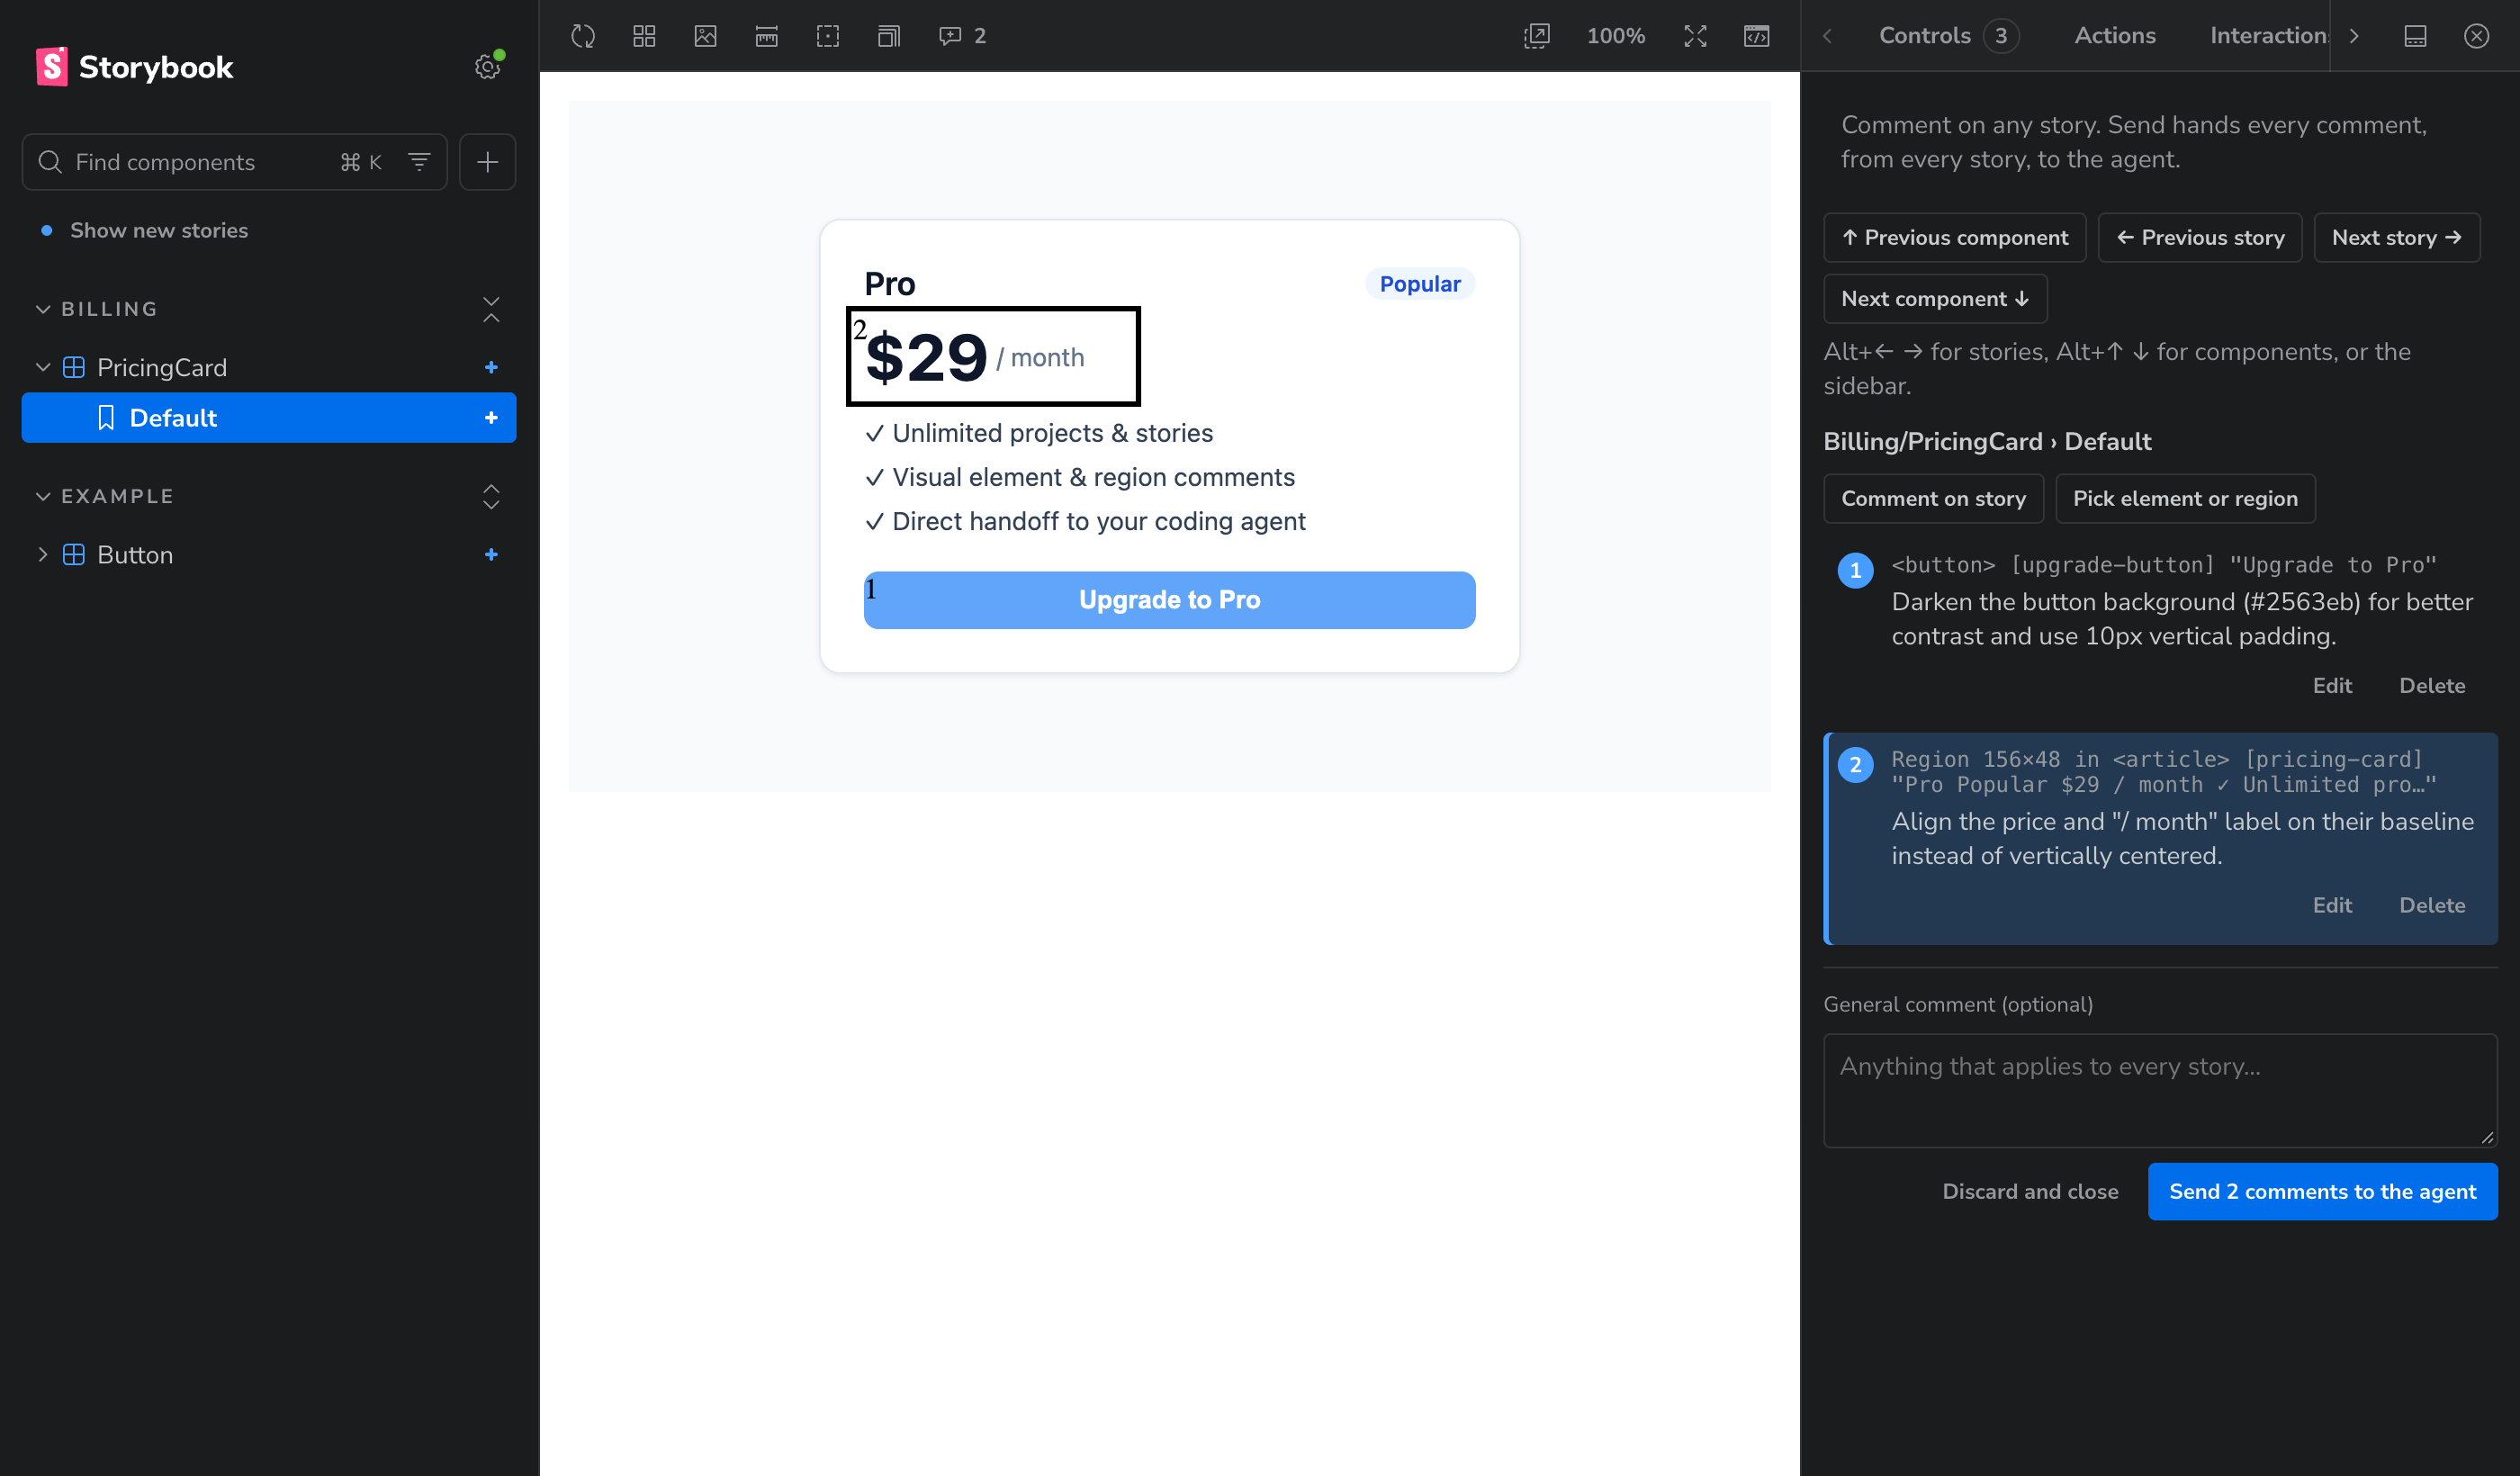 Storybook
Find components
⌘ K
Show new stories
BILLING
PricingCard
Default
EXAMPLE
Button
2
100%
Controls 3
Actions
Interaction
Pro
Popular
2
$29 / month
✓ Unlimited projects & stories
✓ Visual element & region comments
✓ Direct handoff to your coding agent
1
Upgrade to Pro
Comment on any story. Send hands every comment,
from every story, to the agent.
↑ Previous component
← Previous story
Next story →
Next component ↓
Alt+← → for stories, Alt+↑ ↓ for components, or the
sidebar.
Billing/PricingCard › Default
Comment on story
Pick element or region
1
<button> [upgrade-button] "Upgrade to Pro"
Darken the button background (#2563eb) for better
contrast and use 10px vertical padding.
Edit
Delete
2
Region 156×48 in <article> [pricing-card]
"Pro Popular $29 / month ✓ Unlimited pro…"
Align the price and "/ month" label on their baseline
instead of vertically centered.
Edit
Delete
General comment (optional)
Anything that applies to every story...
Discard and close
Send 2 comments to the agent